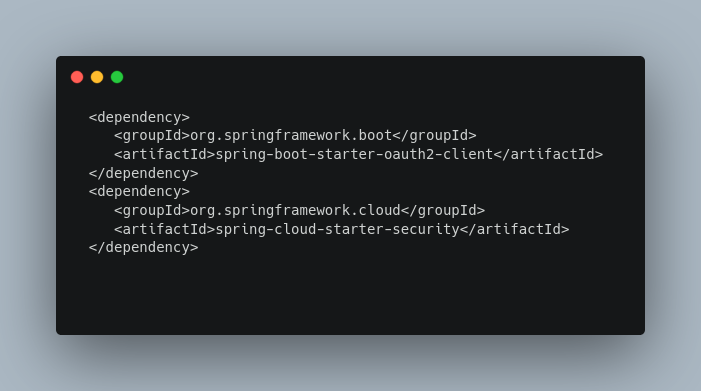 <dependency>
   <groupId>org.springframework.boot</groupId>
   <artifactId>spring-boot-starter-oauth2-client</artifactId>
</dependency>
<dependency>
   <groupId>org.springframework.cloud</groupId>
   <artifactId>spring-cloud-starter-security</artifactId>
</dependency>